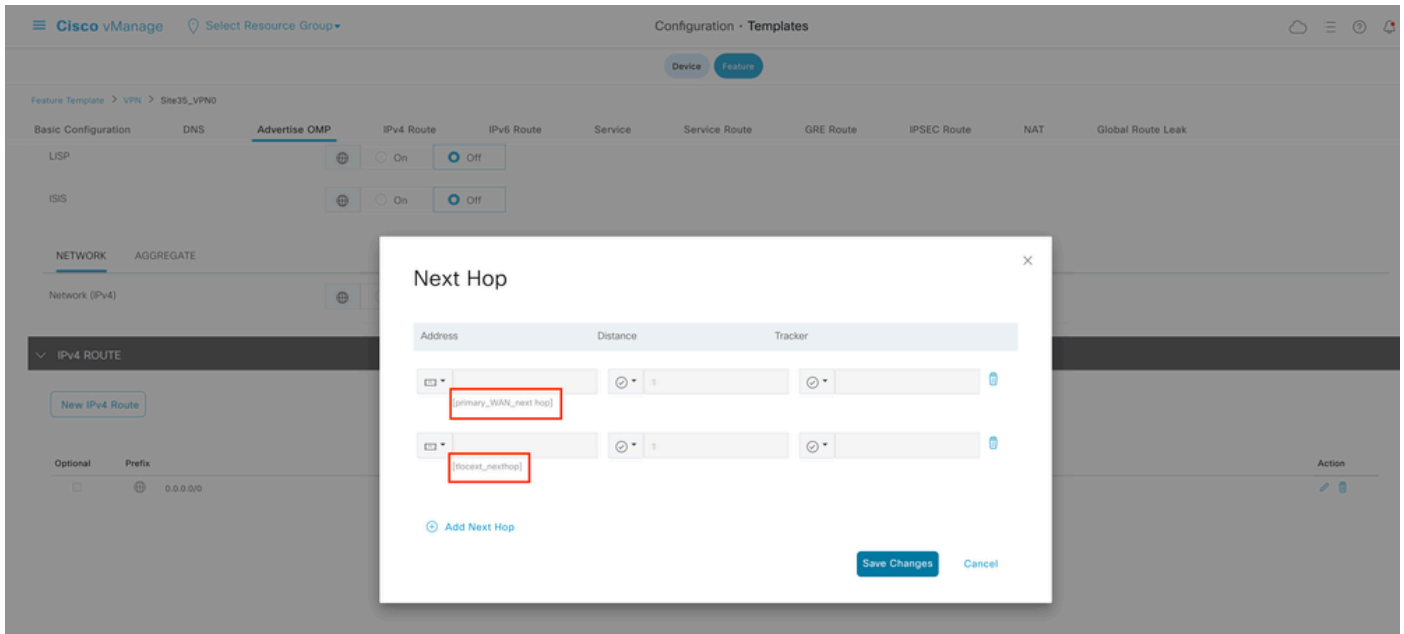 Cisco vManage Select Resource Group Configuration · Templates
Device Feature
Feature Template > VPN > Site35_VPN0
Basic Configuration DNS Advertise OMP IPv4 Route IPv6 Route Service Service Route GRE Route IPSEC Route NAT Global Route Leak
LISP On Off
ISIS On Off
NETWORK AGGREGATE
Network (IPv4)
IPv4 ROUTE
New IPv4 Route
Optional Prefix Action
0.0.0.0/0
Next Hop
Address Distance Tracker
1
[primary_WAN_next hop]
1
[tlocext_nexthop]
Add Next Hop
Save Changes Cancel